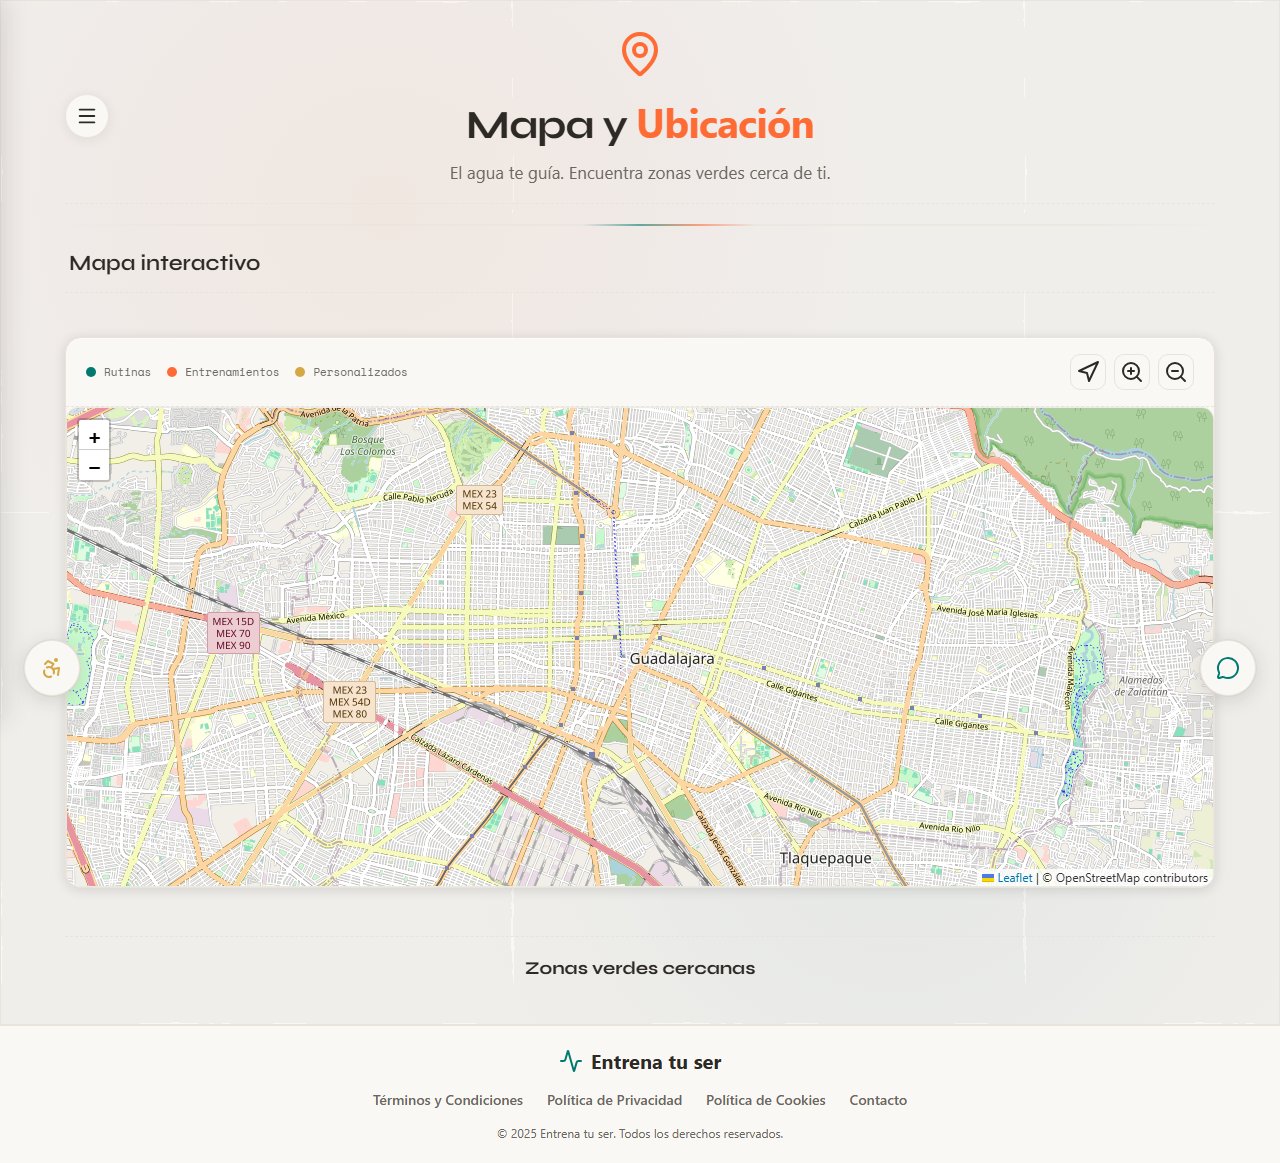 Mapa y Ubicación
El agua te guía. Encuentra zonas verdes cerca de ti.
Mapa interactivo
Rutinas
Entrenamientos
Personalizados
+
−
Avenida de la Patria
Bosque
Los Colomos
Calle Pablo Neruda
MEX 23
MEX 54
Calzada Juan Pablo II
MEX 15D
MEX 70
MEX 90
Avenida México
Avenida José María Iglesias
Guadalajara
Avenida Malecón
Alamedas
de Zalatitán
MEX 23
MEX 54D
MEX 80
Calle Gigantes
Calle Gigantes
Calzada Lázaro Cárdenas
Avenida Río Nilo
Avenida Río Nilo
Calzada Jesús González
Tlaquepaque
Leaflet | © OpenStreetMap contributors
Zonas verdes cercanas
Entrena tu ser
Términos y Condiciones
Política de Privacidad
Política de Cookies
Contacto
© 2025 Entrena tu ser. Todos los derechos reservados.